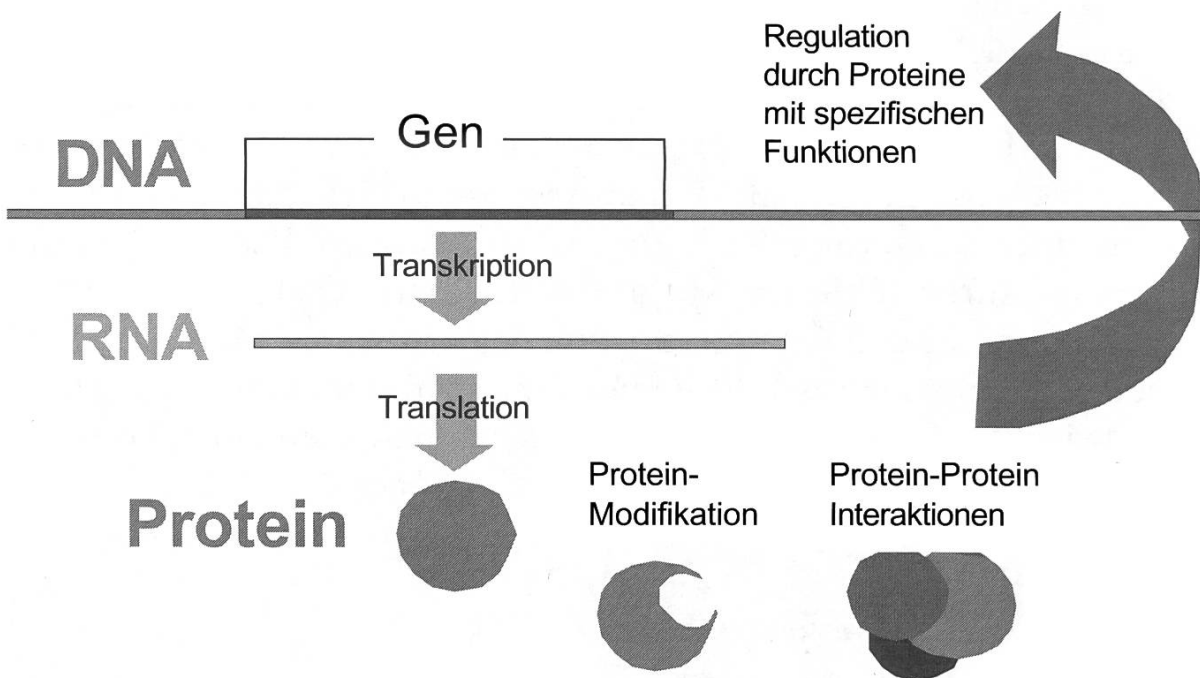 Regulation
durch Proteine
mit spezifischen
Funktionen
Gen
DNA
Transkription
RNA
Translation
Protein
Protein-
Modifikation
Protein-Protein
Interaktionen